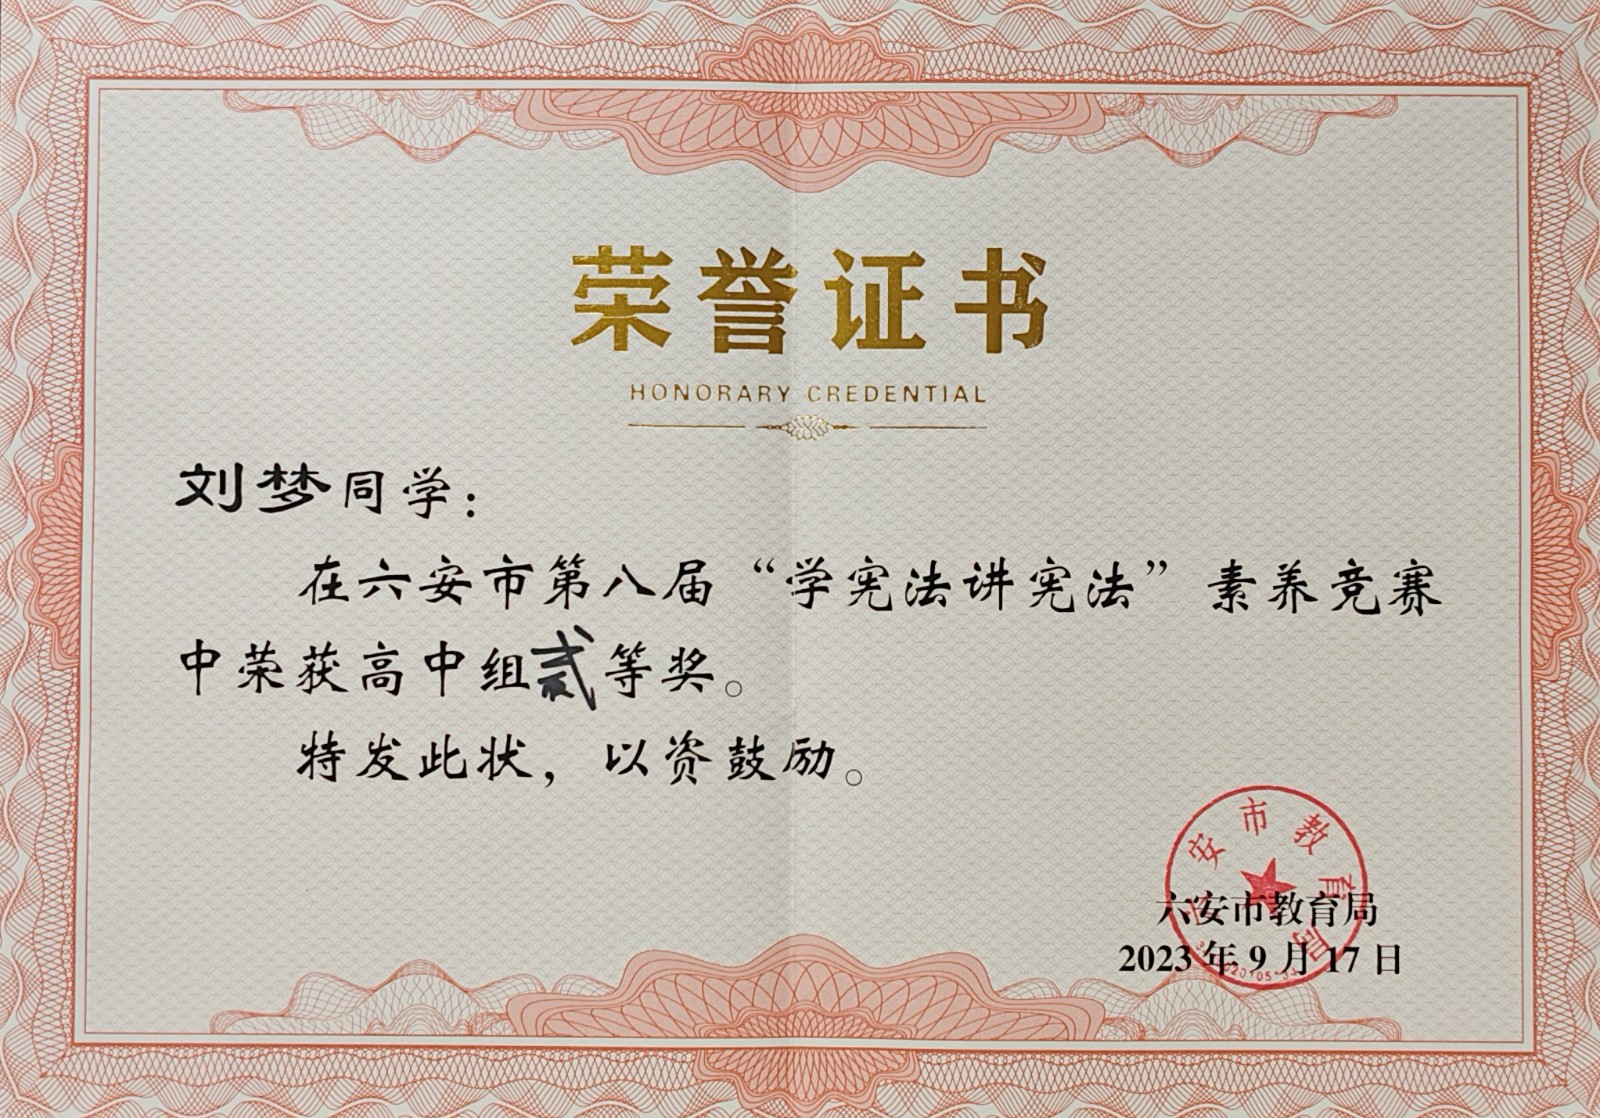 荣誉证书
HONORARY CREDENTIAL
刘梦同学：
在六安市第八届“学宪法讲宪法”素养竞赛
中荣获高中组贰等奖。
特发此状，以资鼓励。
六安市教育局
六安市教育局
2023年9月17日